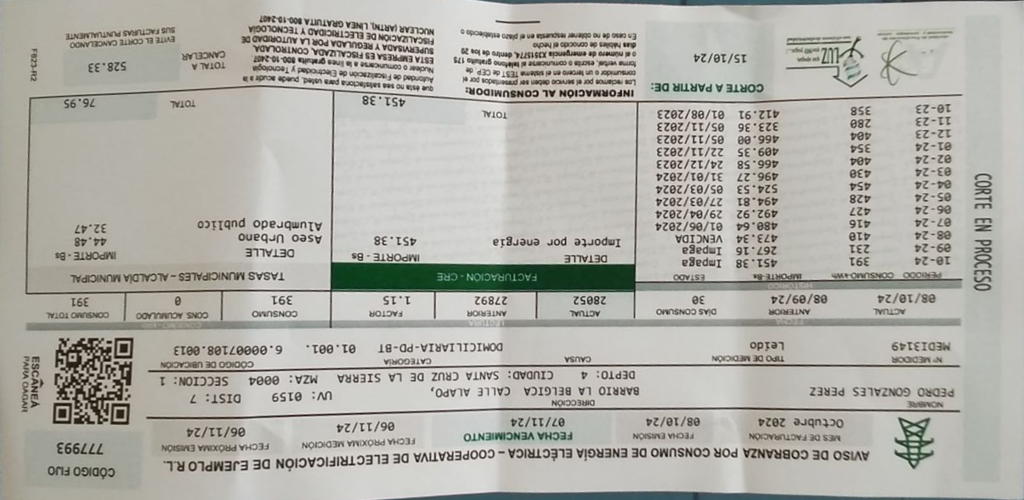 AVISO DE COBRANZA POR CONSUMO DE ENERGÍA ELÉCTRICA – COOPERATIVA DE ELECTRIFICACIÓN DE EJEMPLO R.L.
CÓDIGO FIJO
777993
MES DE FACTURACIÓN FECHA EMISIÓN FECHA VENCIMIENTO FECHA PRÓXIMA MEDICIÓN FECHA PRÓXIMA EMISIÓN
Octubre 2024 08/10/24 07/11/24 06/11/24 06/11/24
NOMBRE DIRECCIÓN
PEDRO GONZALES PEREZ BARRIO LA BELGICA CALLE ALAPO, UV: 0159 DIST: 7
DEPTO: 4 CIUDAD: SANTA CRUZ DE LA SIERRA MZA: 0004 SECCION: 1
ESCANEÁ
PARA PAGAR
Nº MEDIDOR TIPO DE MEDICIÓN CAUSA CATEGORÍA CÓDIGO DE UBICACIÓN
MEDI3149 Leído DOMICILIARIA-PD-BT 01.001. 6.00007108.0013
FECHA LECTURA CONSUMO - KWH
ACTUAL ANTERIOR DÍAS CONSUMO ACTUAL ANTERIOR FACTOR CONSUMO CONS ACUMULADO CONSUMO TOTAL
08/10/24 08/09/24 30 28052 27892 1.15 391 0 391
HISTÓRICO
PERIODO CONSUMO-kWh IMPORTE-Bs ESTADO
10-24 391 451.38 Impaga
09-24 231 267.16 Impaga
08-24 410 473.34 VENCIDA
07-24 416 480.64 01/06/2024
06-24 427 492.92 29/04/2024
05-24 428 494.81 27/03/2024
04-24 454 524.53 05/03/2024
03-24 430 496.27 31/01/2024
02-24 404 466.58 24/12/2023
01-24 354 409.35 22/11/2023
12-23 404 466.00 05/11/2023
11-23 280 323.36 05/11/2023
10-23 358 412.91 01/08/2023
FACTURACION - CRE
DETALLE IMPORTE - Bs
Importe por energía 451.38
TOTAL 451.38
TASAS MUNICIPALES – ALCALDÍA MUNICIPAL
DETALLE IMPORTE - Bs
Aseo Urbano 44.48
Alumbrado publico 32.47
TOTAL 76.95
CORTE EN PROCESO
LUZ
CORTE A PARTIR DE:
15/10/24
INFORMACIÓN AL CONSUMIDOR:
Los reclamos por el servicio deben ser presentados por el
consumidor o un tercero en el sistema TEST de CEP, de
forma verbal, escrita o comunicarse al teléfono gratuito 175
o al número de emergencia 3351574, dentro de los 20
días hábiles de conocido el hecho
En caso de no obtener respuesta en el plazo establecido o
que ésta no sea satisfactoria para usted, puede acudir a la
Autoridad de Fiscalización de Electricidad y Tecnología
Nuclear o comunicarse a la línea gratuita 800-10-2407
ESTA EMPRESA ES FISCALIZADA, CONTROLADA,
SUPERVISADA Y REGULADA POR LA AUTORIDAD DE
FISCALIZACIÓN DE ELECTRICIDAD Y TECNOLOGÍA
NUCLEAR (ARTN), LÍNEA GRATUITA 800-10-2407
TOTAL A
CANCELAR
528.33
EVITE EL CORTE CANCELANDO
SUS FACTURAS PUNTUALMENTE
F623-R2